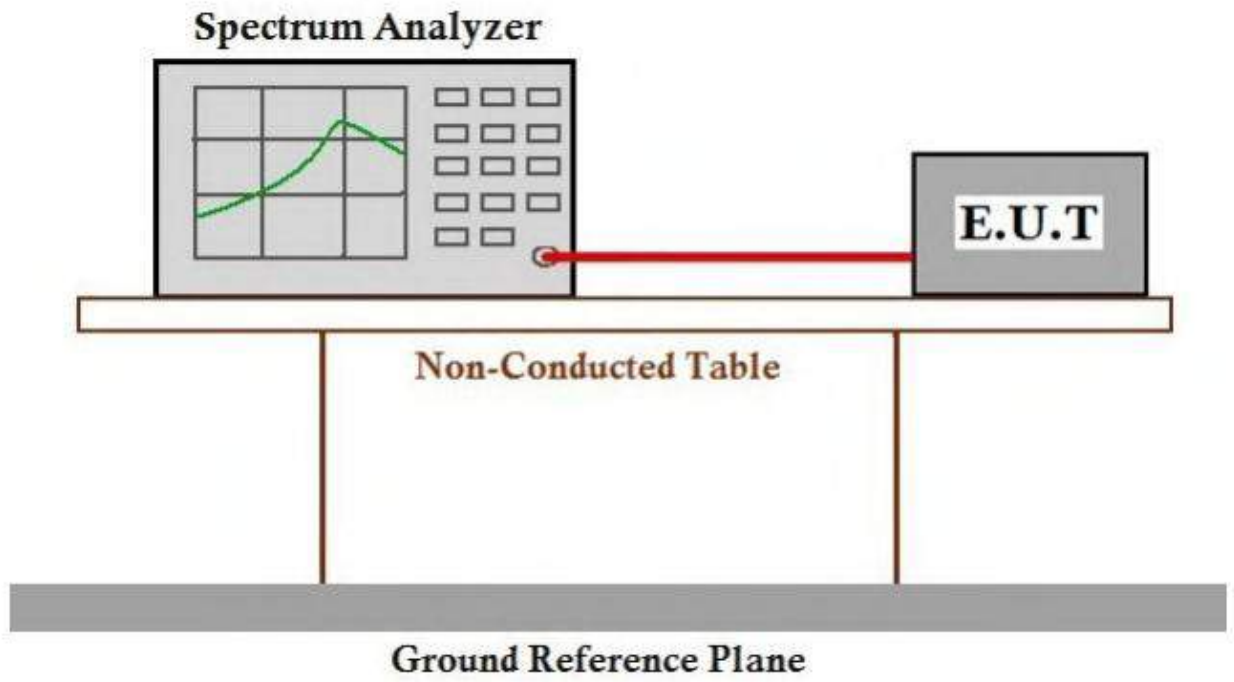 Spectrum Analyzer
E.U.T
Non-Conducted Table
Ground Reference Plane